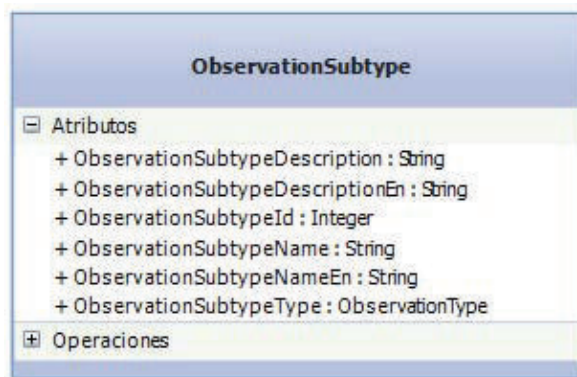 ObservationSubtype
Atributos
+ ObservationSubtypeDescription : String
+ ObservationSubtypeDescriptionEn : String
+ ObservationSubtypeId : Integer
+ ObservationSubtypeName : String
+ ObservationSubtypeNameEn : String
+ ObservationSubtypeType : ObservationType
Operaciones